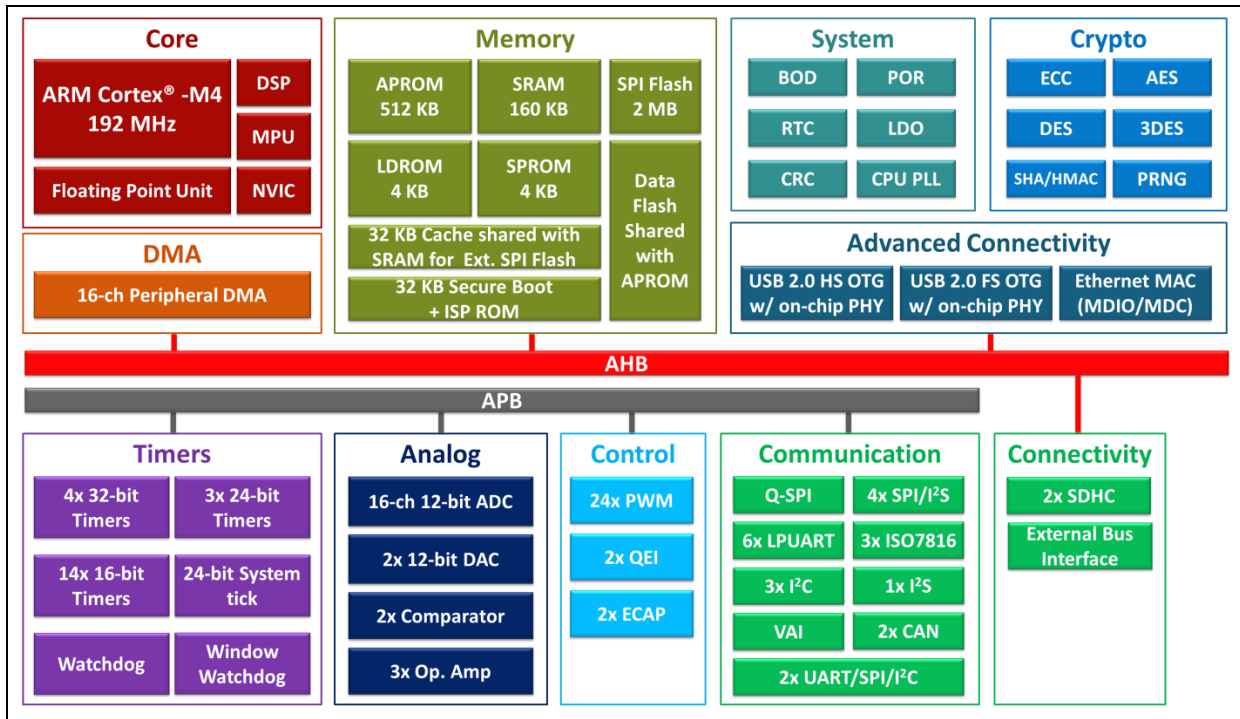 Core
ARM Cortex® -M4
192 MHz
DSP
MPU
Floating Point Unit
NVIC
DMA
16-ch Peripheral DMA
Memory
APROM
512 KB
SRAM
160 KB
SPI Flash
2 MB
LDROM
4 KB
SPROM
4 KB
Data
Flash
Shared
with
APROM
32 KB Cache shared with
SRAM for Ext. SPI Flash
32 KB Secure Boot
+ ISP ROM
System
BOD
POR
RTC
LDO
CRC
CPU PLL
Crypto
ECC
AES
DES
3DES
SHA/HMAC
PRNG
Advanced Connectivity
USB 2.0 HS OTG
w/ on-chip PHY
USB 2.0 FS OTG
w/ on-chip PHY
Ethernet MAC
(MDIO/MDC)
AHB
APB
Timers
4x 32-bit
Timers
3x 24-bit
Timers
14x 16-bit
Timers
24-bit System
tick
Watchdog
Window
Watchdog
Analog
16-ch 12-bit ADC
2x 12-bit DAC
2x Comparator
3x Op. Amp
Control
24x PWM
2x QEI
2x ECAP
Communication
Q-SPI
4x SPI/I²S
6x LPUART
3x ISO7816
3x I²C
1x I²S
VAI
2x CAN
2x UART/SPI/I²C
Connectivity
2x SDHC
External Bus
Interface